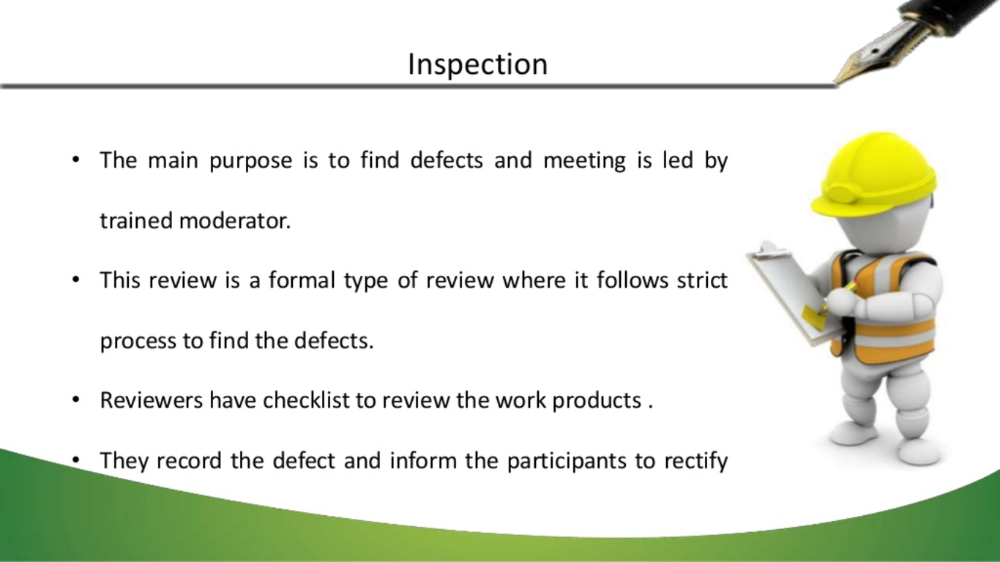 Inspection
• The main purpose is to find defects and meeting is led by
trained moderator.
• This review is a formal type of review where it follows strict
process to find the defects.
• Reviewers have checklist to review the work products .
• They record the defect and inform the participants to rectify